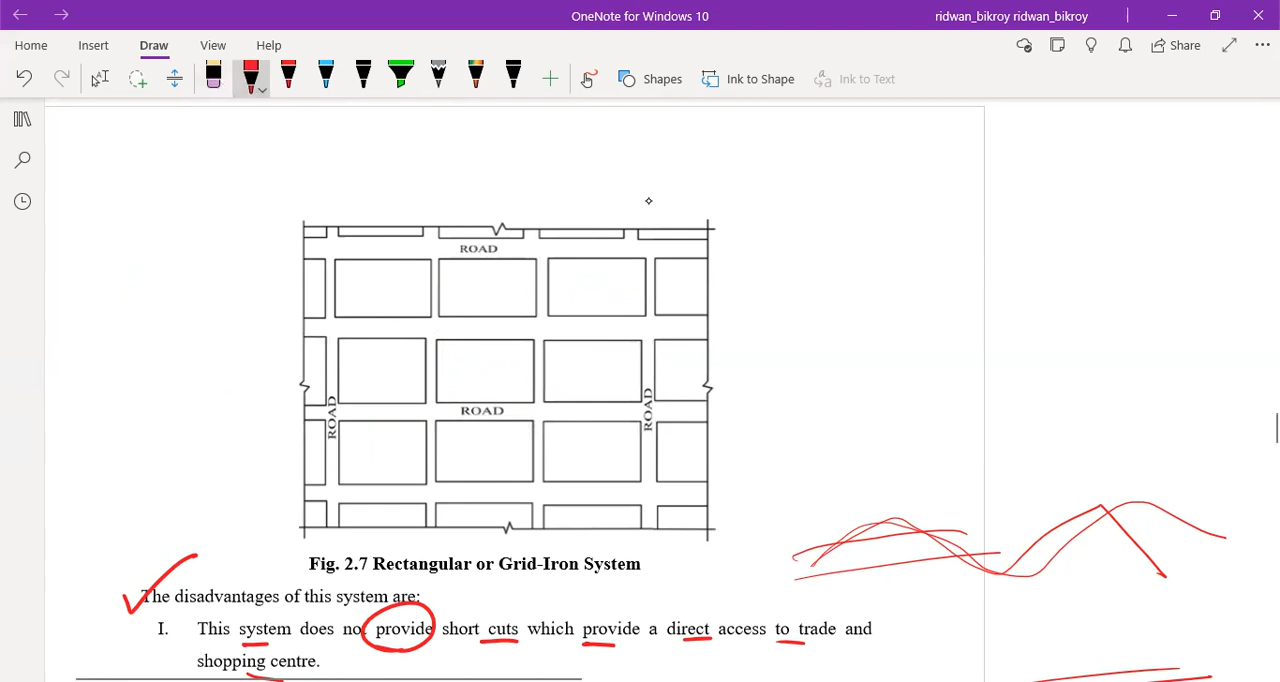 OneNote for Windows 10
ridwan_bikroy ridwan_bikroy
Home Insert Draw View Help
Share
Shapes
Ink to Shape
Ink to Text
ROAD
ROAD
ROAD
ROAD
Fig. 2.7 Rectangular or Grid-Iron System
The disadvantages of this system are:
I. This system does not provide short cuts which provide a direct access to trade and
shopping centre.